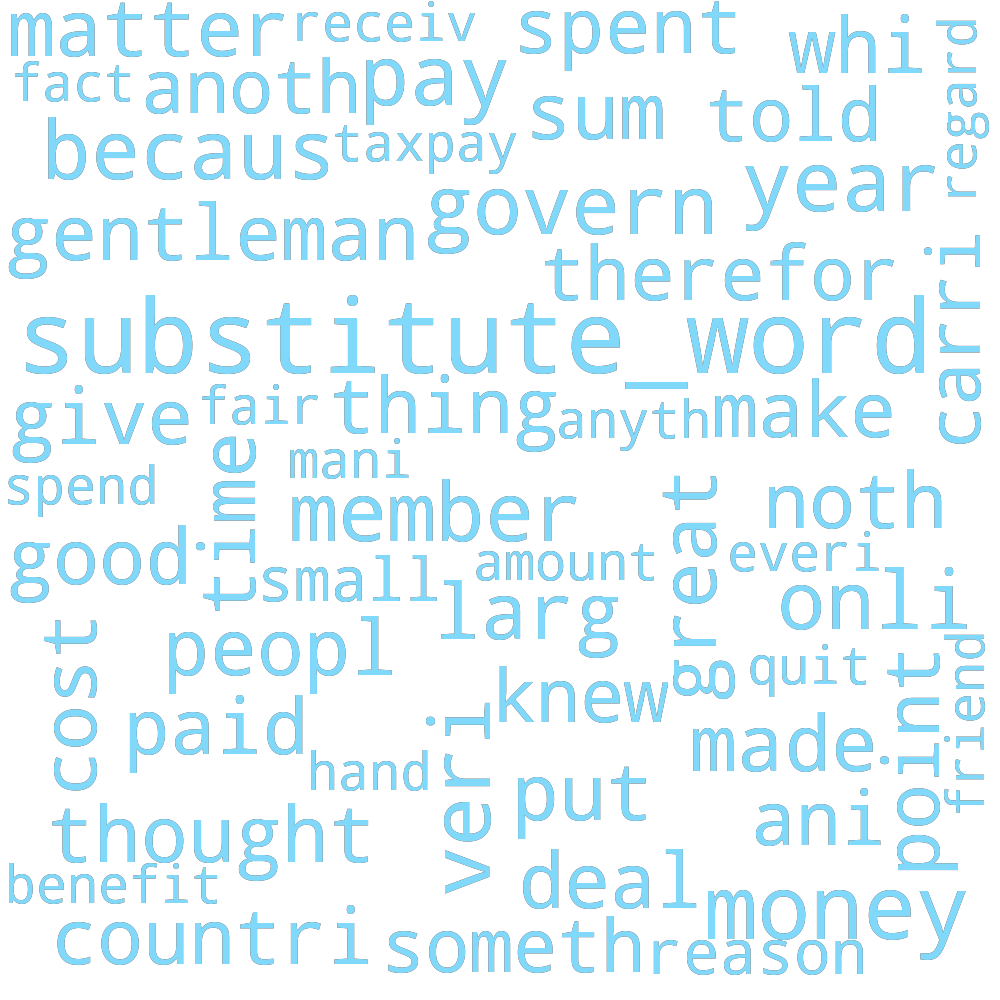 matter
receiv
spent
whi
regard
fact
anoth
pay
sum
told
becaus
taxpay
year
gentleman
govern
therefor
carri
substitute_word
give
fair
thing
anyth
make
time
mani
spend
member
great
noth
good
small
amount
everi
larg
onli
cost
peopl
knew
quit
point
friend
paid
hand
veri
made
put
ani
thought
benefit
deal
money
countri
someth
reason